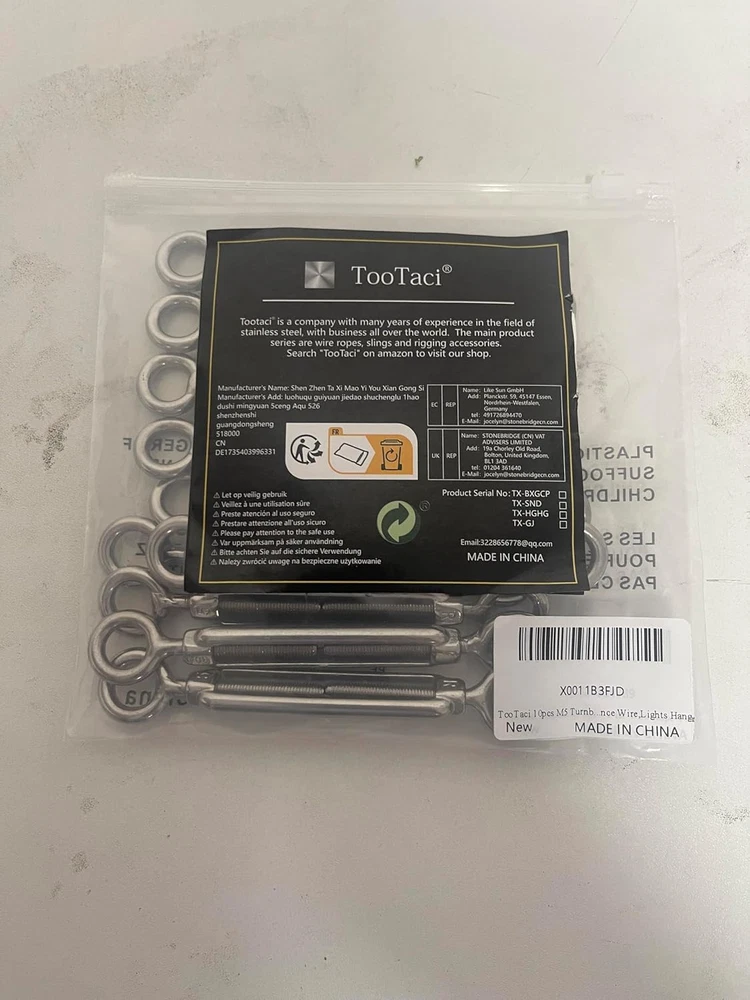 TooTaci®
Tootaci® is a company with many years of experience in the field of
stainless steel, with business all over the world. The main product
series are wire ropes, slings and rigging accessories.
Search "TooTaci" on amazon to visit our shop.
Manufacturer's Name: Shen Zhen Ta Xi Mao Yi You Xian Gong Si
Manufacturer's Add: luohuqu guiyuan jiedao shuchenglu 1hao
dushi mingyuan Sceng Aqu 526
shenzhenshi
guangdongsheng
518000
CN
DE1735403996331
EC REP
Name: Like Sun GmbH
Add: Planckstr. 59, 45147 Essen,
Nordrhein-Westfalen,
Germany
tel: 491726894470
E-Mail: jocelyn@stonebridgecn.com
UK REP
Name: STONEBRIDGE (CN) VAT
ADVISERS LIMITED
Add: 19a Chorley Old Road,
Bolton, United Kingdom,
BL1 3AD
tel: 01204 361640
E-Mail: jocelyn@stonebridgecn.com
FR
⚠ Let op veilig gebruik
⚠ Veillez à une utilisation sûre
⚠ Preste atención al uso seguro
⚠ Prestare attenzione all'uso sicuro
⚠ Please pay attention to the safe use
⚠ Var uppmärksam på säker användning
⚠ Bitte achten Sie auf die sichere Verwendung
⚠ Należy zwrócić uwagę na bezpieczne użytkowanie
®
Product Serial No: TX-BXGCP
TX-SND
TX-HGHG
TX-GJ
Email:3228656778@qq.com
MADE IN CHINA
PLASTIC
SUFFOC
CHILDR
LES S
POUR
PAS C
X0011B3FJD
TooTaci 10pcs M5 Turnb...nce Wire,Lights Hang
New
MADE IN CHINA